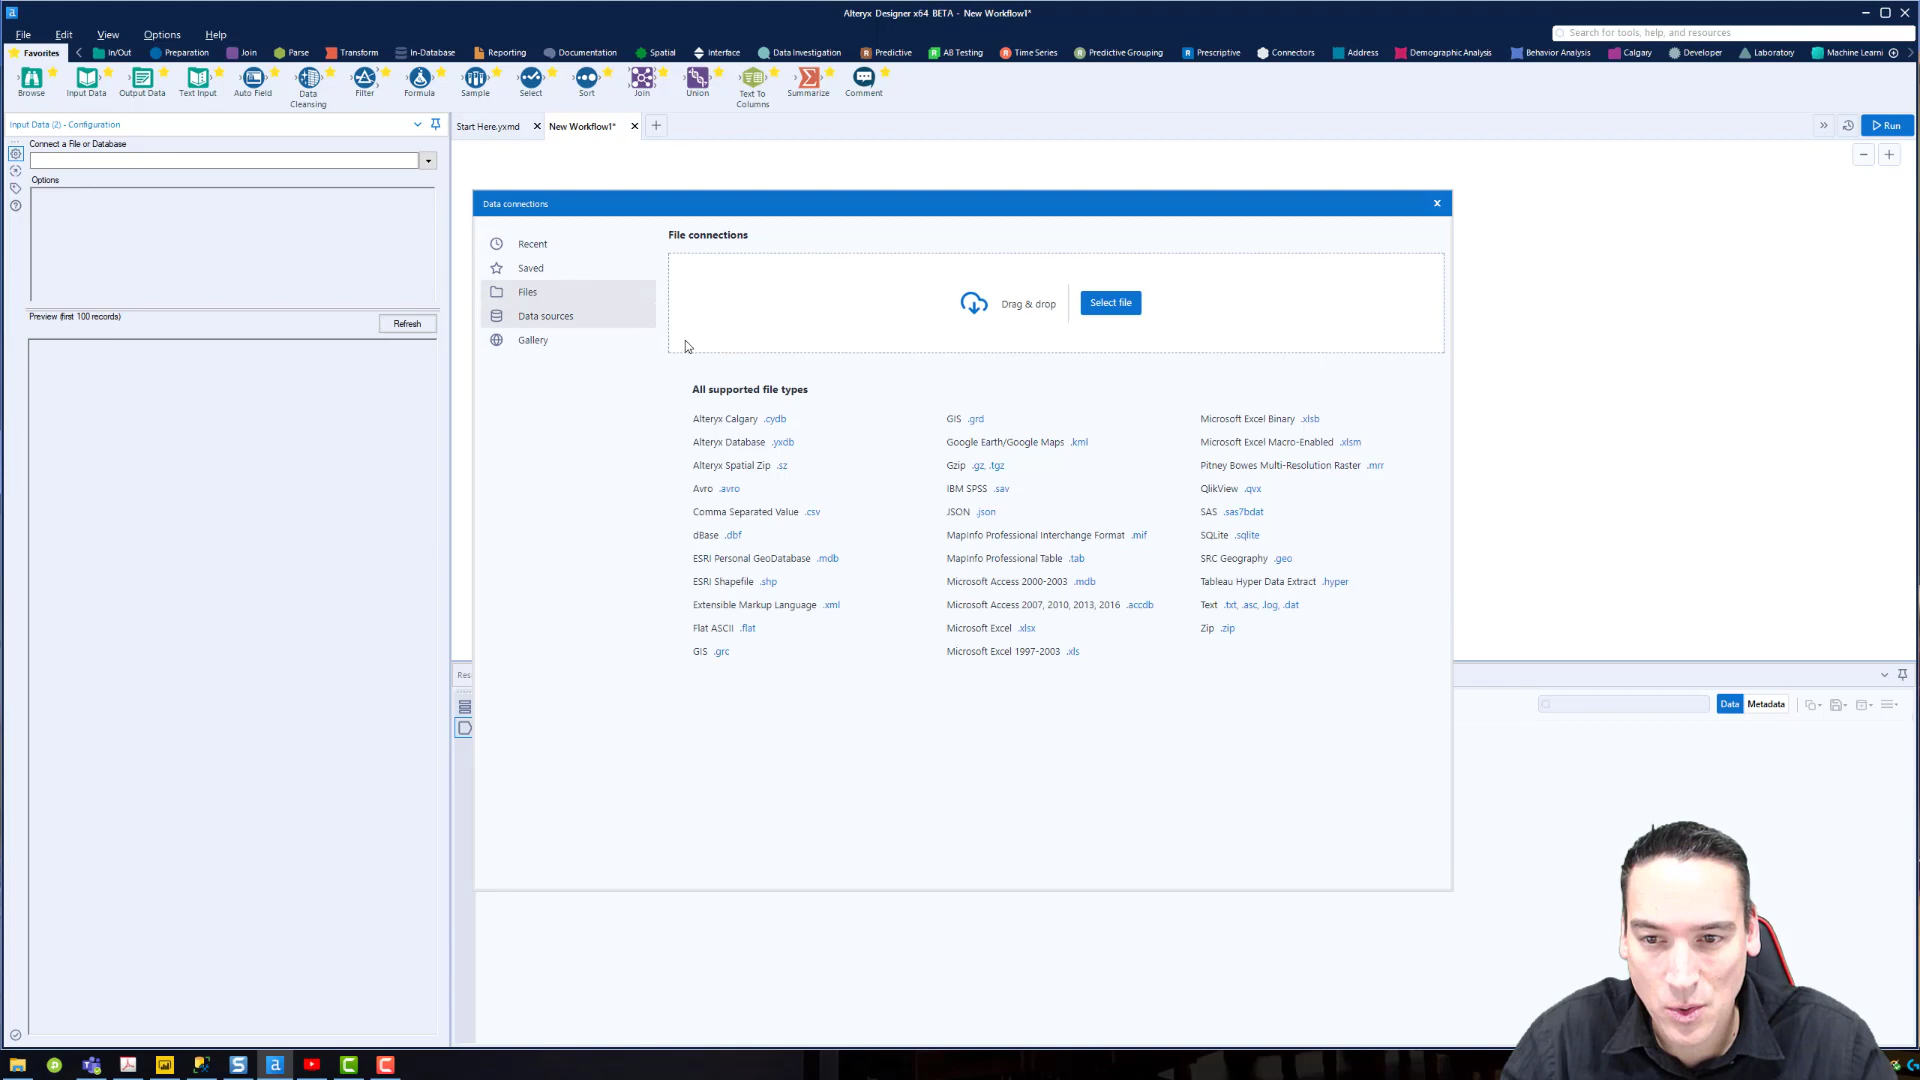 Alteryx Designer x64 BETA - New Workflow1*
File Edit View Options Help
Search for tools, help, and resources
Favorites In/Out Preparation Join Parse Transform In-Database Reporting Documentation Spatial Interface Data Investigation Predictive AB Testing Time Series Predictive Grouping Prescriptive Connectors Address Demographic Analysis Behavior Analysis Calgary Developer Laboratory Machine Learni
Browse Input Data Output Data Text Input Auto Field Data Cleansing Filter Formula Sample Select Sort Join Union Text To Columns Summarize Comment
Input Data (2) - Configuration
Start Here.yxmd New Workflow1*
Run
Connect a File or Database
Options
Preview (first 100 records)
Refresh
Data connections
Recent
Saved
Files
Data sources
Gallery
File connections
Drag & drop
Select file
All supported file types
Alteryx Calgary .cydb
Alteryx Database .yxdb
Alteryx Spatial Zip .sz
Avro .avro
Comma Separated Value .csv
dBase .dbf
ESRI Personal GeoDatabase .mdb
ESRI Shapefile .shp
Extensible Markup Language .xml
Flat ASCII .flat
GIS .grc
GIS .grd
Google Earth/Google Maps .kml
Gzip .gz, .tgz
IBM SPSS .sav
JSON .json
MapInfo Professional Interchange Format .mif
MapInfo Professional Table .tab
Microsoft Access 2000-2003 .mdb
Microsoft Access 2007, 2010, 2013, 2016 .accdb
Microsoft Excel .xlsx
Microsoft Excel 1997-2003 .xls
Microsoft Excel Binary .xlsb
Microsoft Excel Macro-Enabled .xlsm
Pitney Bowes Multi-Resolution Raster .mrr
QlikView .qvx
SAS .sas7bdat
SQLite .sqlite
SRC Geography .geo
Tableau Hyper Data Extract .hyper
Text .txt, .asc, .log, .dat
Zip .zip
Res
Data Metadata